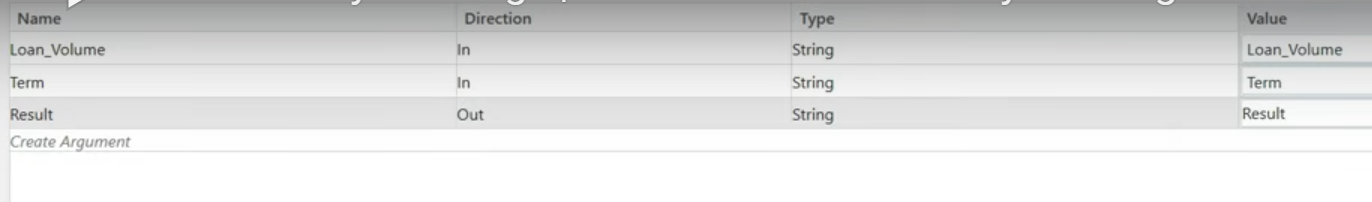 Name Direction Type Value
Loan_Volume In String Loan_Volume
Term In String Term
Result Out String Result
Create Argument